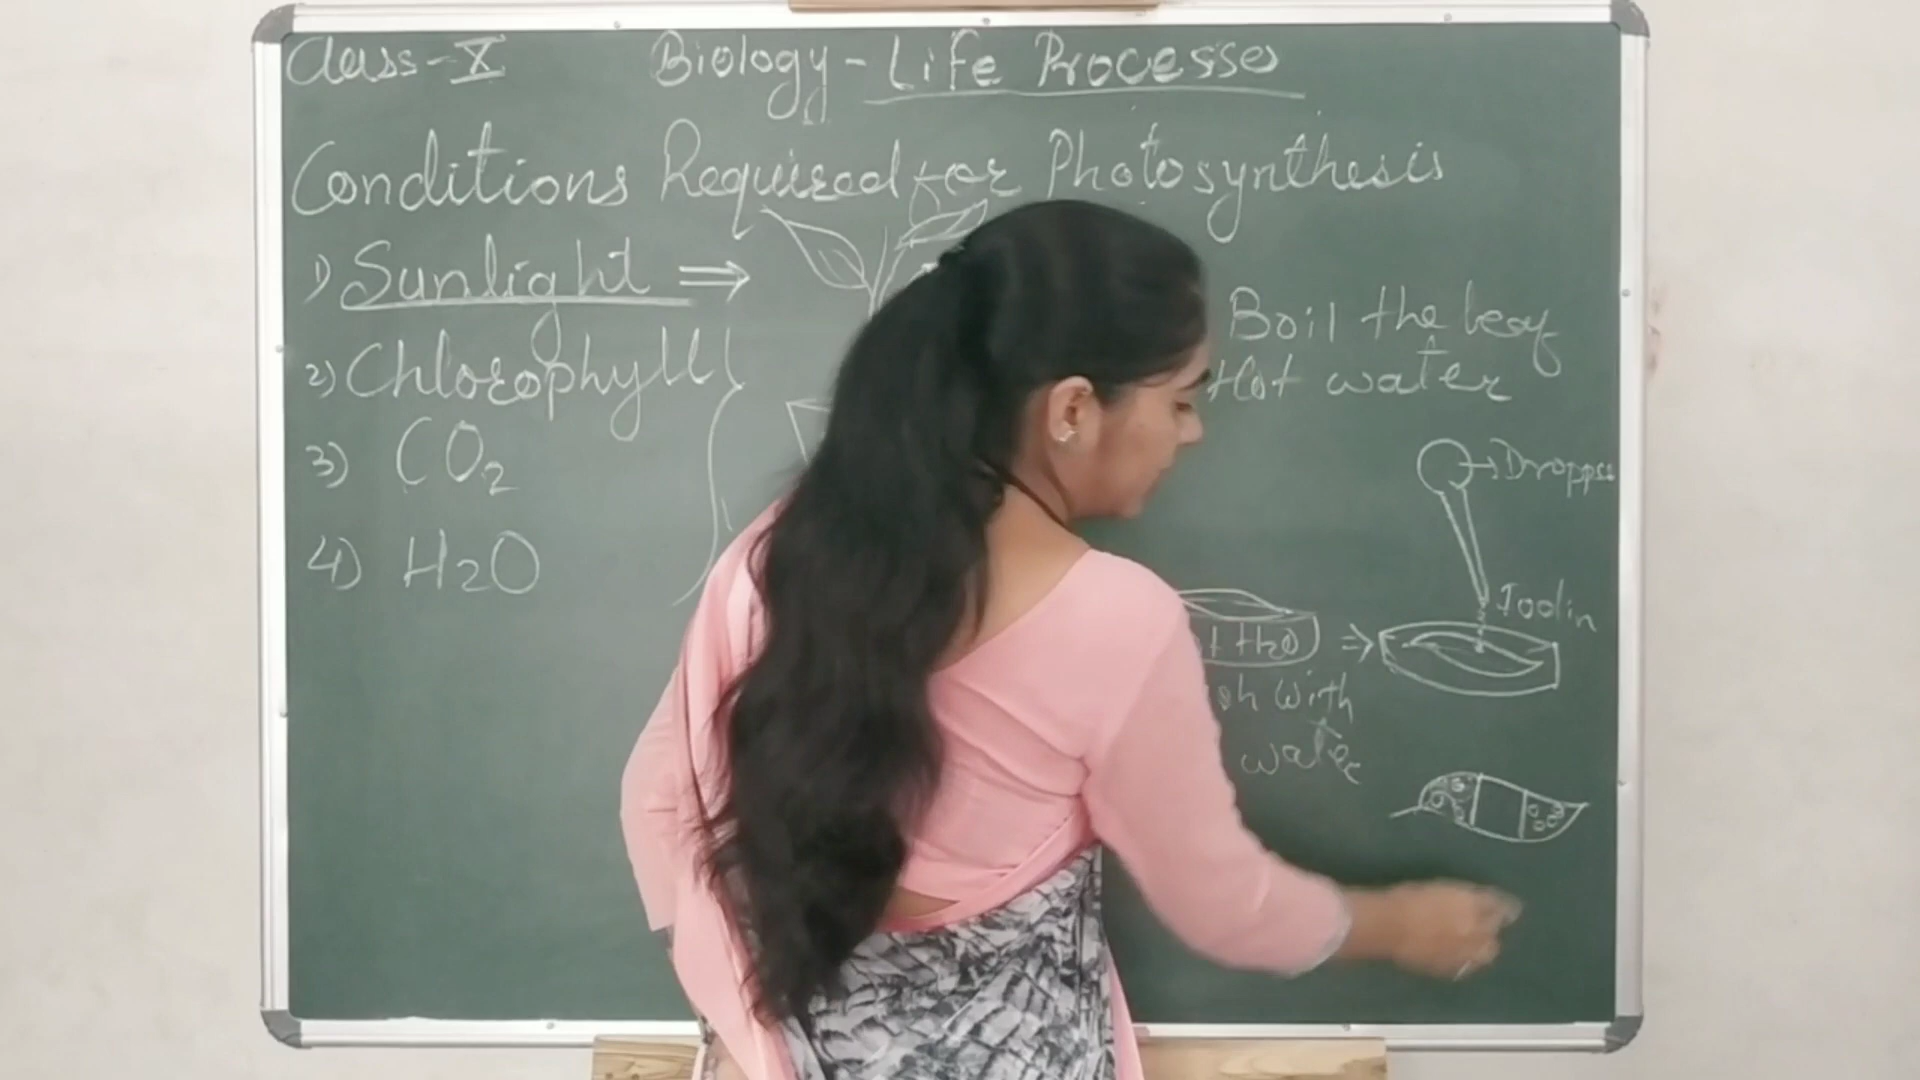 Class-X Biology-Life Processes
Conditions Required for Photosynthesis
1) Sunlight ⇒
2) Chlorophyll
3) CO2
4) H2O
Boil the leaf
Hot water
→Dropper
Iodin
H2O ⇒
with
water